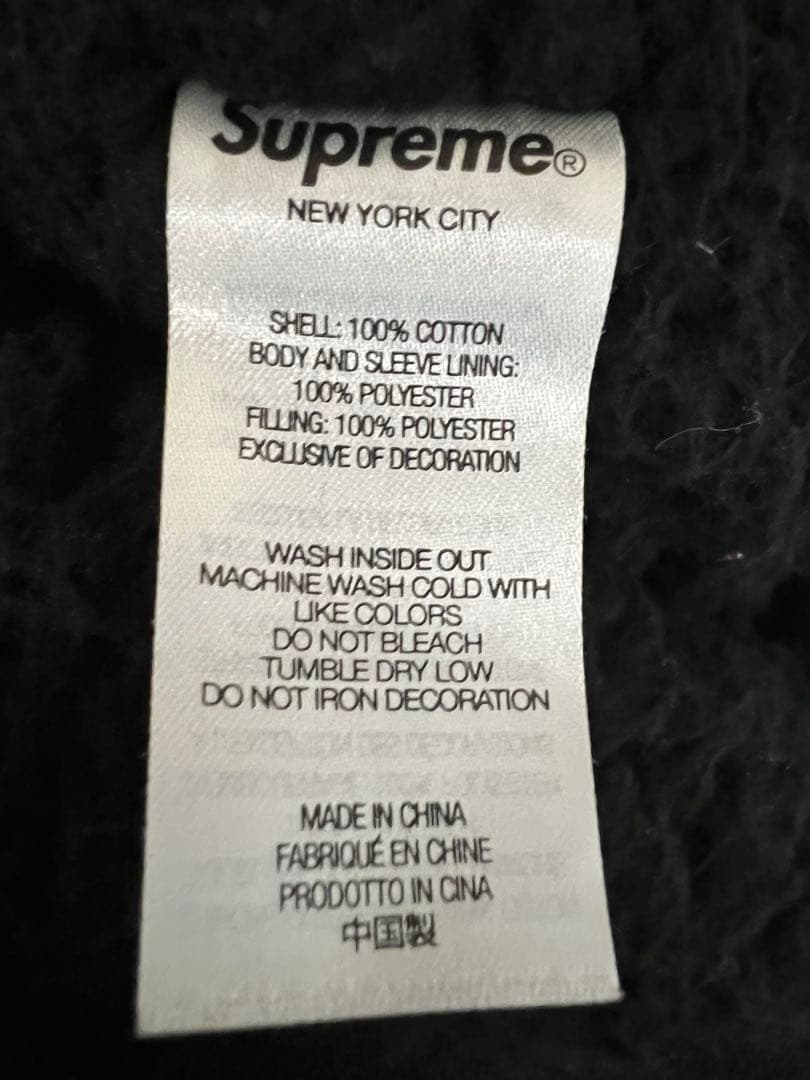 Supreme®
NEW YORK CITY
SHELL: 100% COTTON
BODY AND SLEEVE LINING:
100% POLYESTER
FILLING: 100% POLYESTER
EXCLUSIVE OF DECORATION
WASH INSIDE OUT
MACHINE WASH COLD WITH
LIKE COLORS
DO NOT BLEACH
TUMBLE DRY LOW
DO NOT IRON DECORATION
MADE IN CHINA
FABRIQUÉ EN CHINE
PRODOTTO IN CINA
中国製